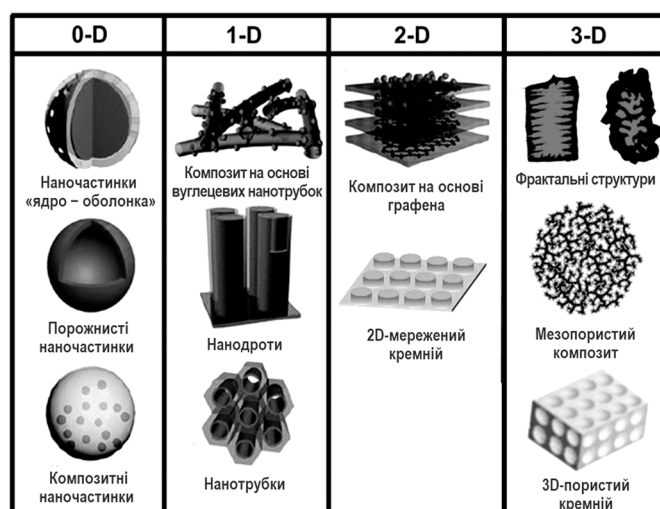 0-D
1-D
2-D
3-D
Наночастинки
«ядро – оболонка»
Композит на основі
вуглецевих нанотрубок
Композит на основі
графена
Фрактальні структури
Порожнисті
наночастинки
Нанодроти
2D-мережений
кремній
Мезопористий
композит
Композитні
наночастинки
Нанотрубки
3D-пористий
кремній